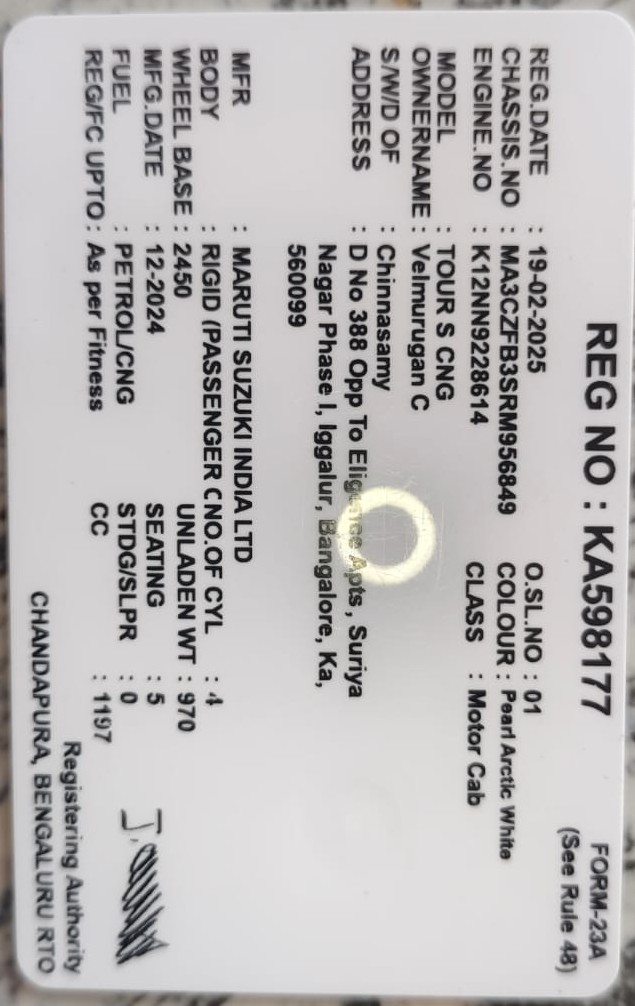 FORM-23A
(See Rule 48)
REG NO : KA598177
REG.DATE : 19-02-2025 O.SL.NO : 01
CHASSIS.NO : MA3CZFB3SRM956849 COLOUR : Pearl Arctic White
ENGINE.NO : K12NN9228614 CLASS : Motor Cab
MODEL : TOUR S CNG
OWNERNAME : Velmurugan C
S/W/D OF : Chinnasamy
ADDRESS : D No 388 Opp To Eligence Apts , Suriya
Nagar Phase I, Iggalur, Bangalore, Ka,
560099
MFR : MARUTI SUZUKI INDIA LTD
BODY : RIGID (PASSENGER C NO.OF CYL : 4
WHEEL BASE : 2450 UNLADEN WT : 970
MFG.DATE : 12-2024 SEATING : 5
FUEL : PETROL/CNG STDG/SLPR : 0
REG/FC UPTO : As per Fitness CC : 1197
Registering Authority
CHANDAPURA, BENGALURU RTO